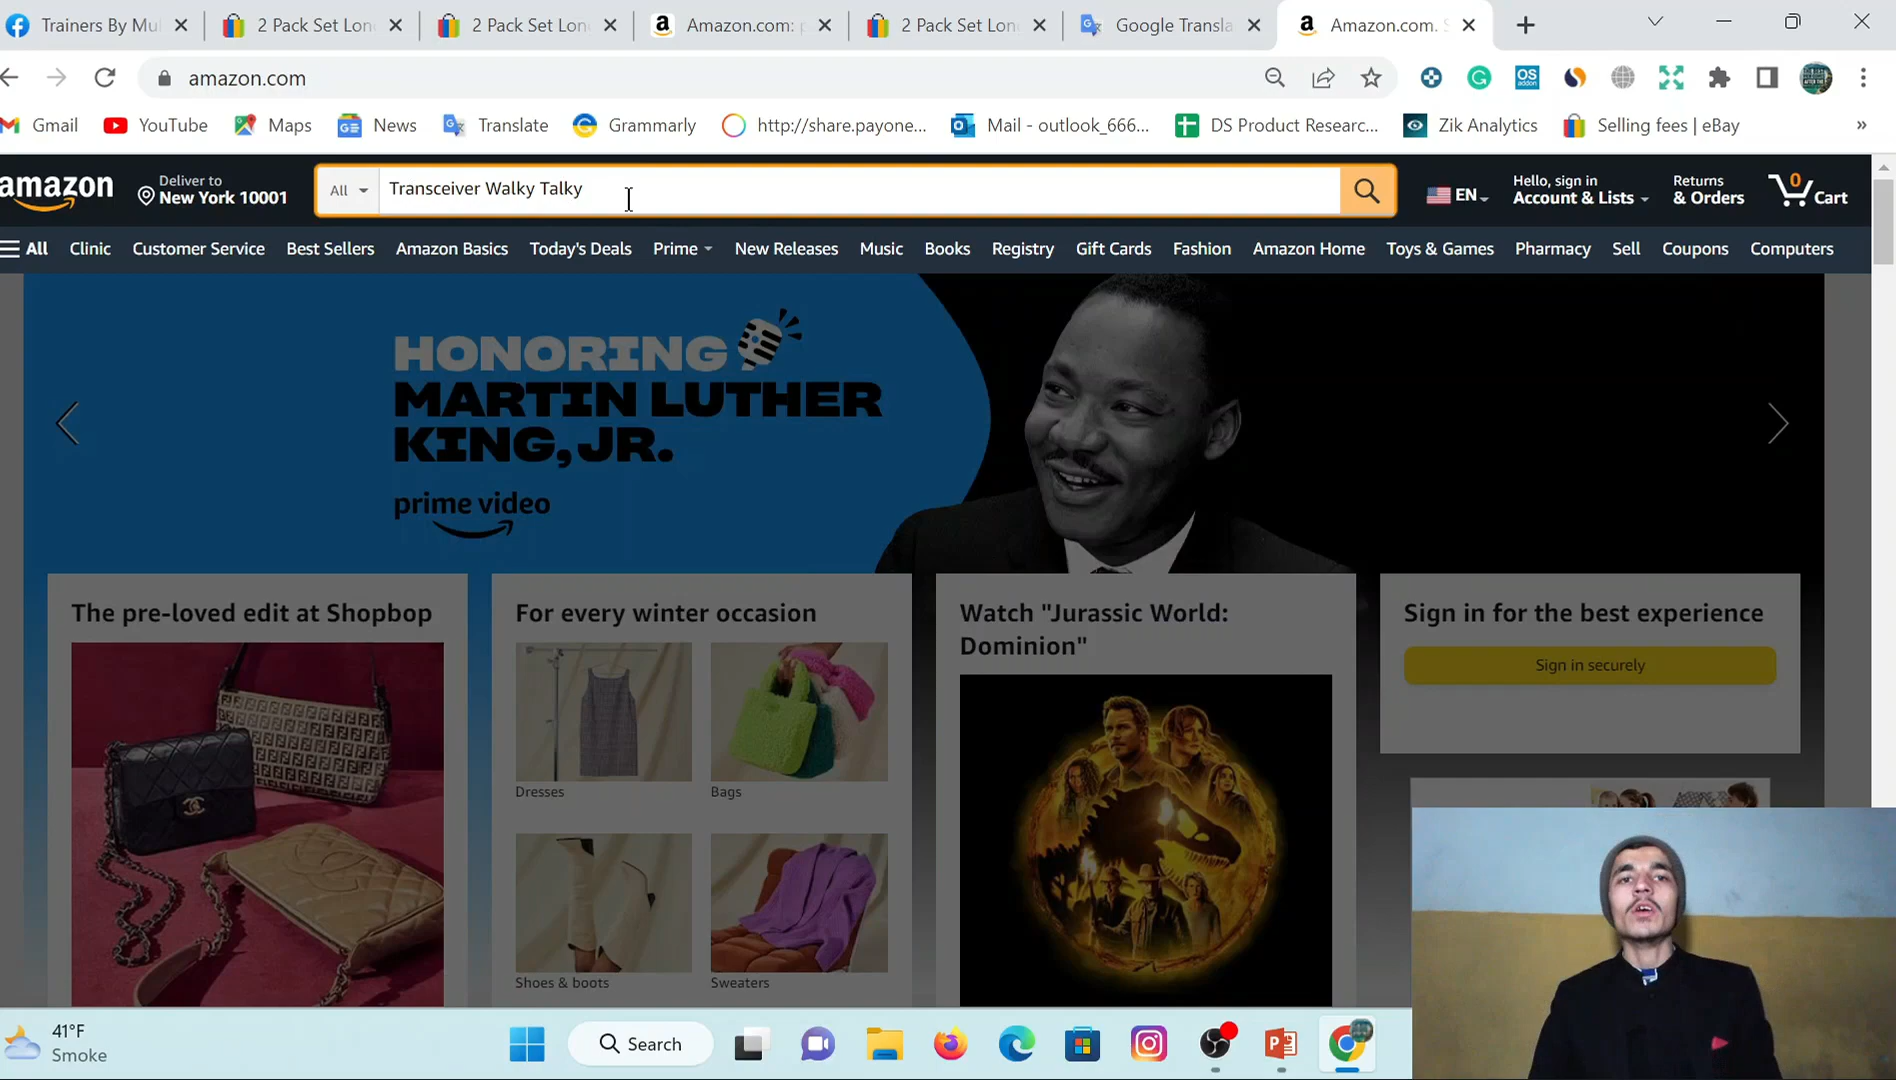 Trainers By Mu
2 Pack Set Lon
2 Pack Set Lon
Amazon.com:
2 Pack Set Lon
Google Transla
Amazon.com. S
amazon.com
Gmail
YouTube
Maps
News
Translate
Grammarly
http://share.payone...
Mail - outlook_666...
DS Product Researc...
Zik Analytics
Selling fees | eBay
»
amazon
Deliver to
New York 10001
All
Transceiver Walky Talky
EN
Hello, sign in
Account & Lists
Returns
& Orders
0
Cart
All
Clinic
Customer Service
Best Sellers
Amazon Basics
Today's Deals
Prime
New Releases
Music
Books
Registry
Gift Cards
Fashion
Amazon Home
Toys & Games
Pharmacy
Sell
Coupons
Computers
HONORING
MARTIN LUTHER
KING, JR.
prime video
The pre-loved edit at Shopbop
For every winter occasion
Dresses
Bags
Shoes & boots
Sweaters
Watch "Jurassic World:
Dominion"
Sign in for the best experience
Sign in securely
41°F
Smoke
Search